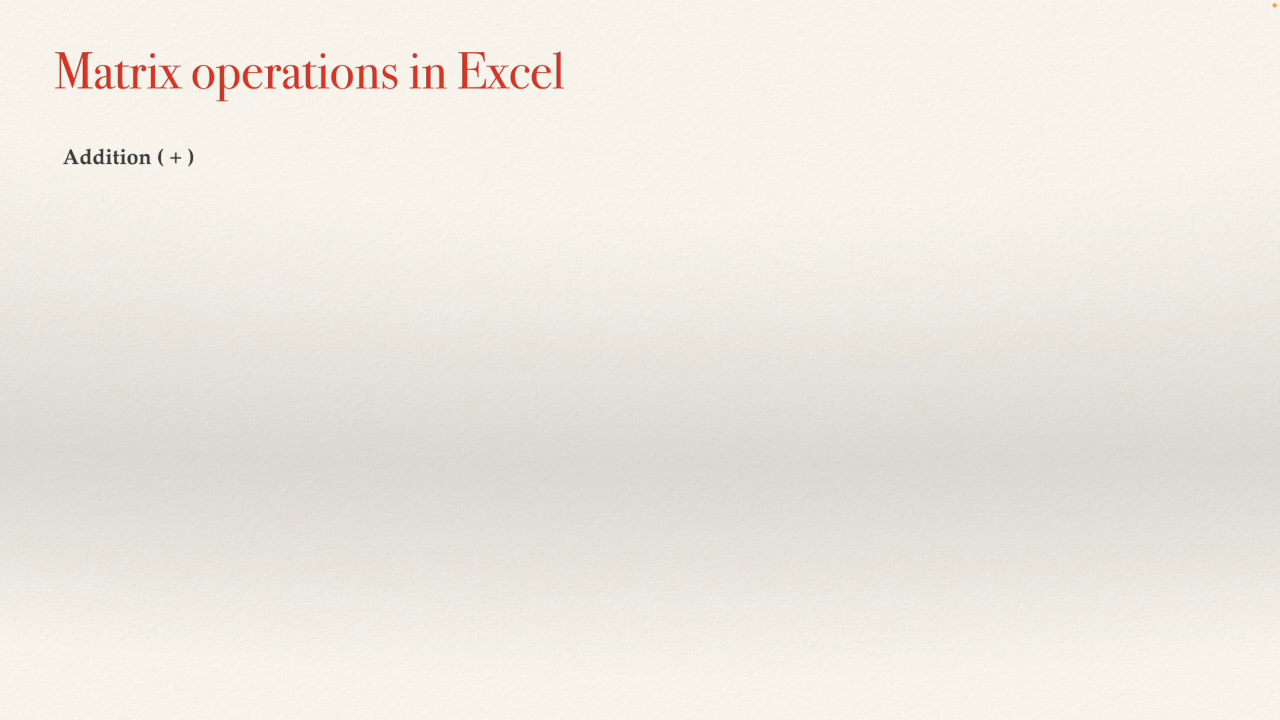 Matrix operations in Excel
Addition ( + )